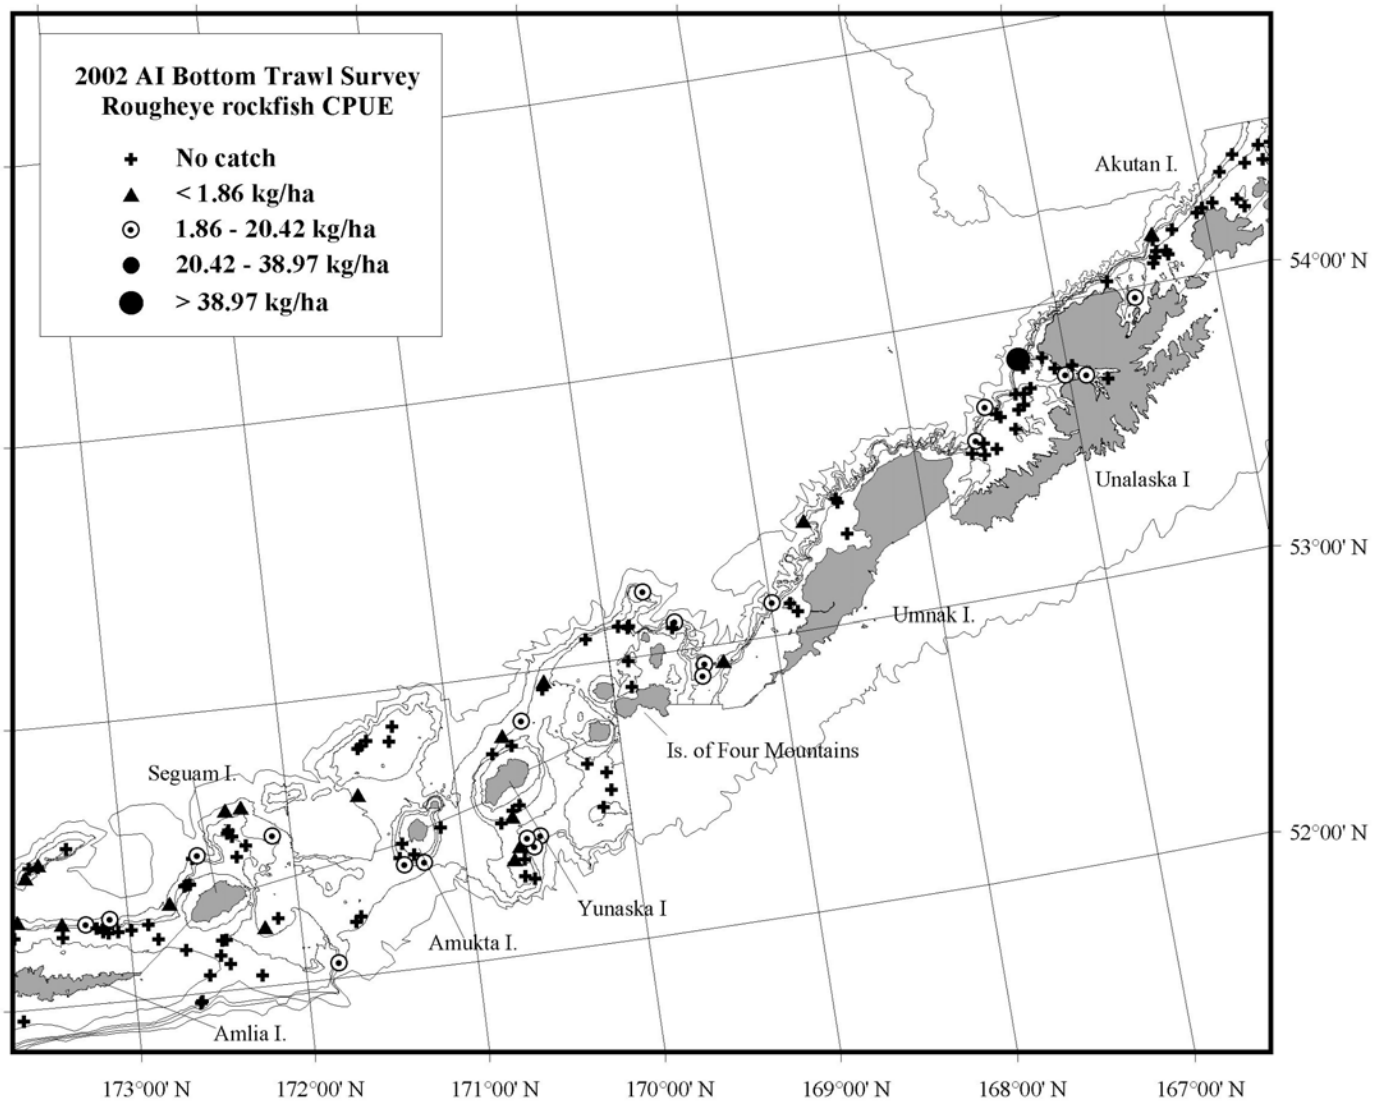 2002 AI Bottom Trawl Survey
Rougheye rockfish CPUE
No catch
< 1.86 kg/ha
1.86 - 20.42 kg/ha
20.42 - 38.97 kg/ha
> 38.97 kg/ha
Akutan I.
54°00' N
Unalaska I
53°00' N
Umnak I.
Is. of Four Mountains
Seguam I.
52°00' N
Yunaska I
Amukta I.
Amlia I.
173°00' W 172°00' W 171°00' W 170°00' W 169°00' W 168°00' W 167°00' W